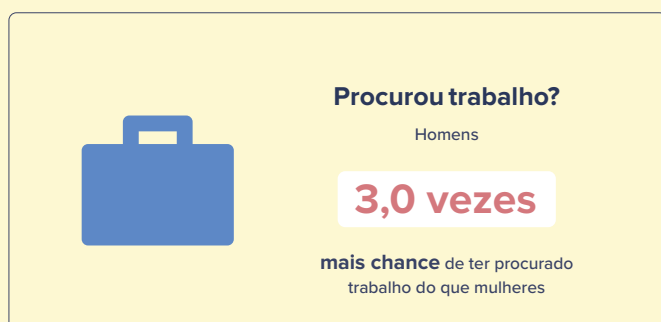 Procurou trabalho?
Homens
3,0 vezes
mais chance de ter procurado
trabalho do que mulheres